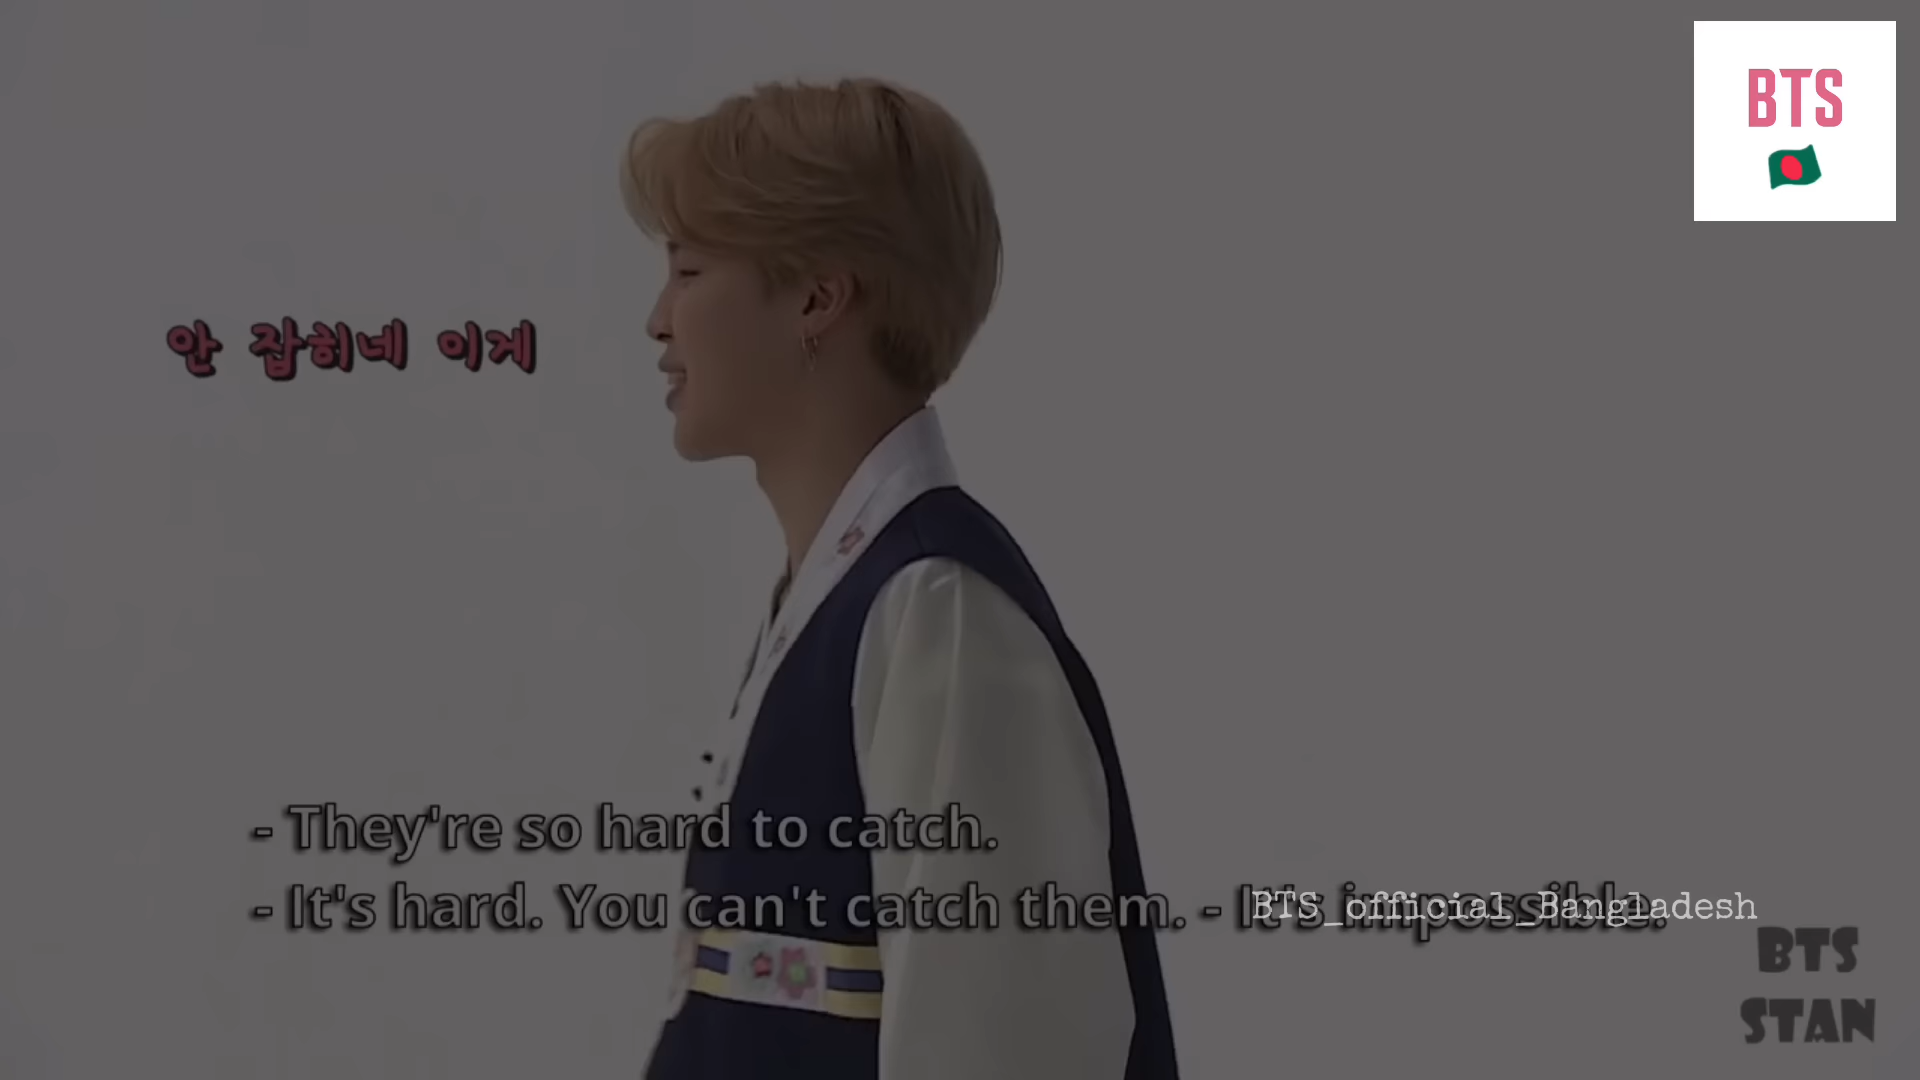 BTS
안 잡히네 이게
- They're so hard to catch.
- It's hard. You can't catch them. - It's impossible.
BTS_official_Bangladesh
BTS
STAN